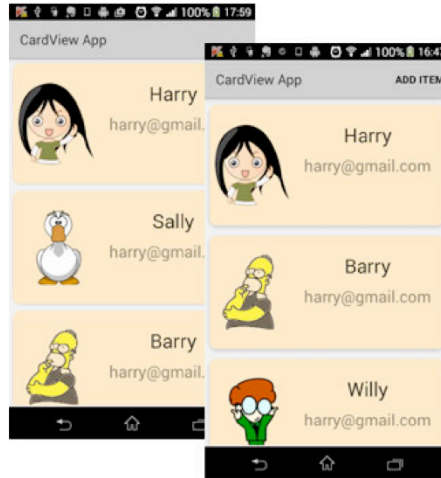 100% 17:59
CardView App
Harry
harry@gmail.
Sally
harry@gmail.
Barry
harry@gmail.
100% 16:47
CardView App ADD ITEM
Harry
harry@gmail.com
Barry
harry@gmail.com
Willy
harry@gmail.com